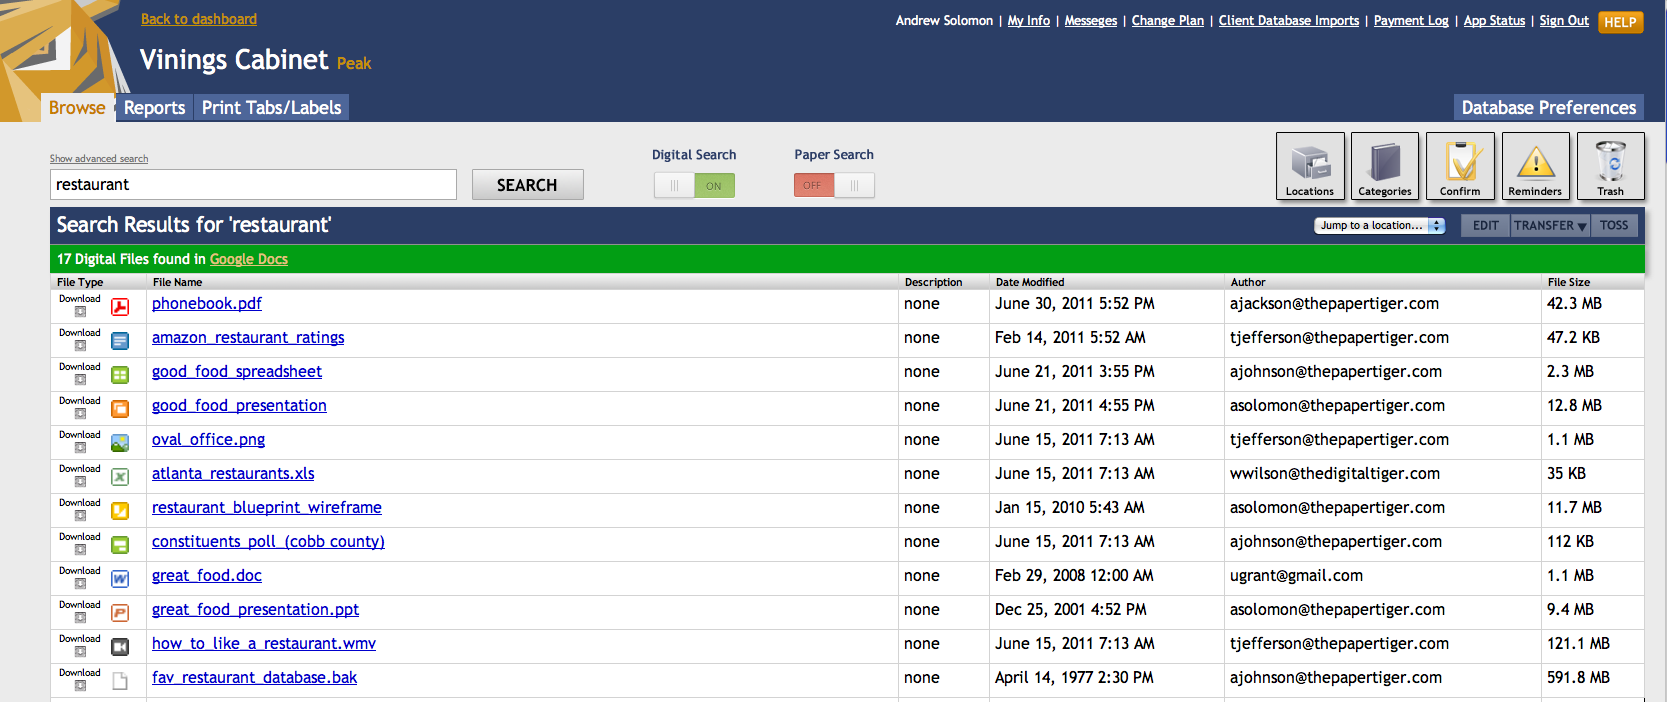 Back to dashboard
Andrew Solomon | My Info | Messeges | Change Plan | Client Database Imports | Payment Log | App Status | Sign Out HELP
Vinings Cabinet Peak
Browse Reports Print Tabs/Labels Database Preferences
Show advanced search Digital Search Paper Search
restaurant SEARCH ON OFF Locations Categories Confirm Reminders Trash
Search Results for 'restaurant' Jump to a location... EDIT TRANSFER ▼ TOSS
17 Digital Files found in Google Docs
File Type File Name Description Date Modified Author File Size
Download phonebook.pdf none June 30, 2011 5:52 PM ajackson@thepapertiger.com 42.3 MB
Download amazon_restaurant_ratings none Feb 14, 2011 5:52 AM tjefferson@thepapertiger.com 47.2 KB
Download good_food_spreadsheet none June 21, 2011 3:55 PM ajohnson@thepapertiger.com 2.3 MB
Download good_food_presentation none June 21, 2011 4:55 PM asolomon@thepapertiger.com 12.8 MB
Download oval_office.png none June 15, 2011 7:13 AM tjefferson@thepapertiger.com 1.1 MB
Download atlanta_restaurants.xls none June 15, 2011 7:13 AM wwilson@thedigitaltiger.com 35 KB
Download restaurant_blueprint_wireframe none Jan 15, 2010 5:43 AM asolomon@thepapertiger.com 11.7 MB
Download constituents_poll_(cobb county) none June 15, 2011 7:13 AM ajohnson@thepapertiger.com 112 KB
Download W great_food.doc none Feb 29, 2008 12:00 AM ugrant@gmail.com 1.1 MB
Download P great_food_presentation.ppt none Dec 25, 2001 4:52 PM asolomon@thepapertiger.com 9.4 MB
Download how_to_like_a_restaurant.wmv none June 15, 2011 7:13 AM tjefferson@thepapertiger.com 121.1 MB
Download fav_restaurant_database.bak none April 14, 1977 2:30 PM ajohnson@thepapertiger.com 591.8 MB